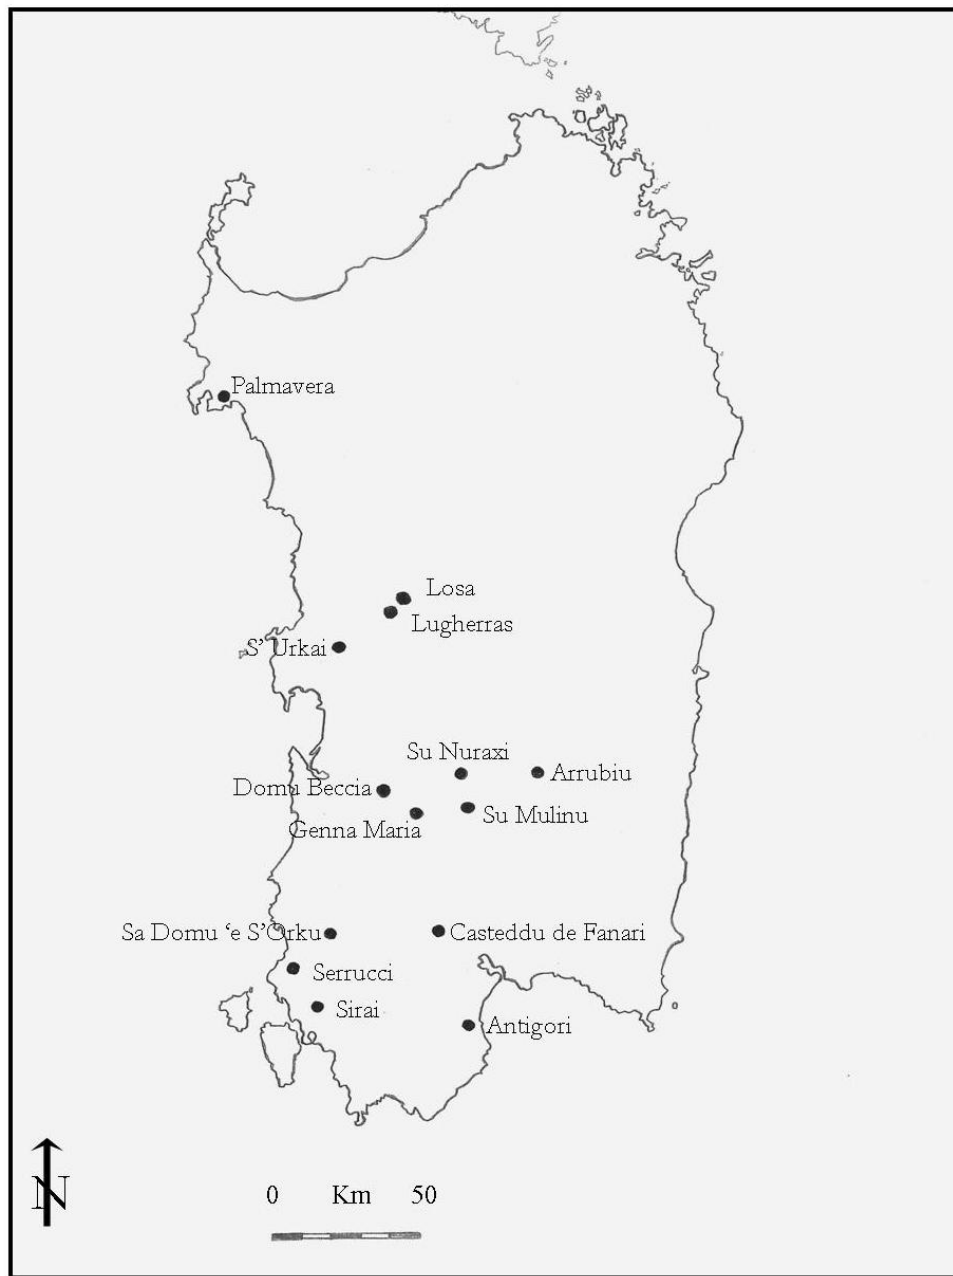 Palmavera
Losa
Lugherras
S' Urkai
Su Nuraxi
Arrubiu
Domu Beccia
Su Mulinu
Genna Maria
Sa Domu ‘e S’Orku
Casteddu de Fanari
Serrucci
Sirai
Antigori
N
0 Km 50